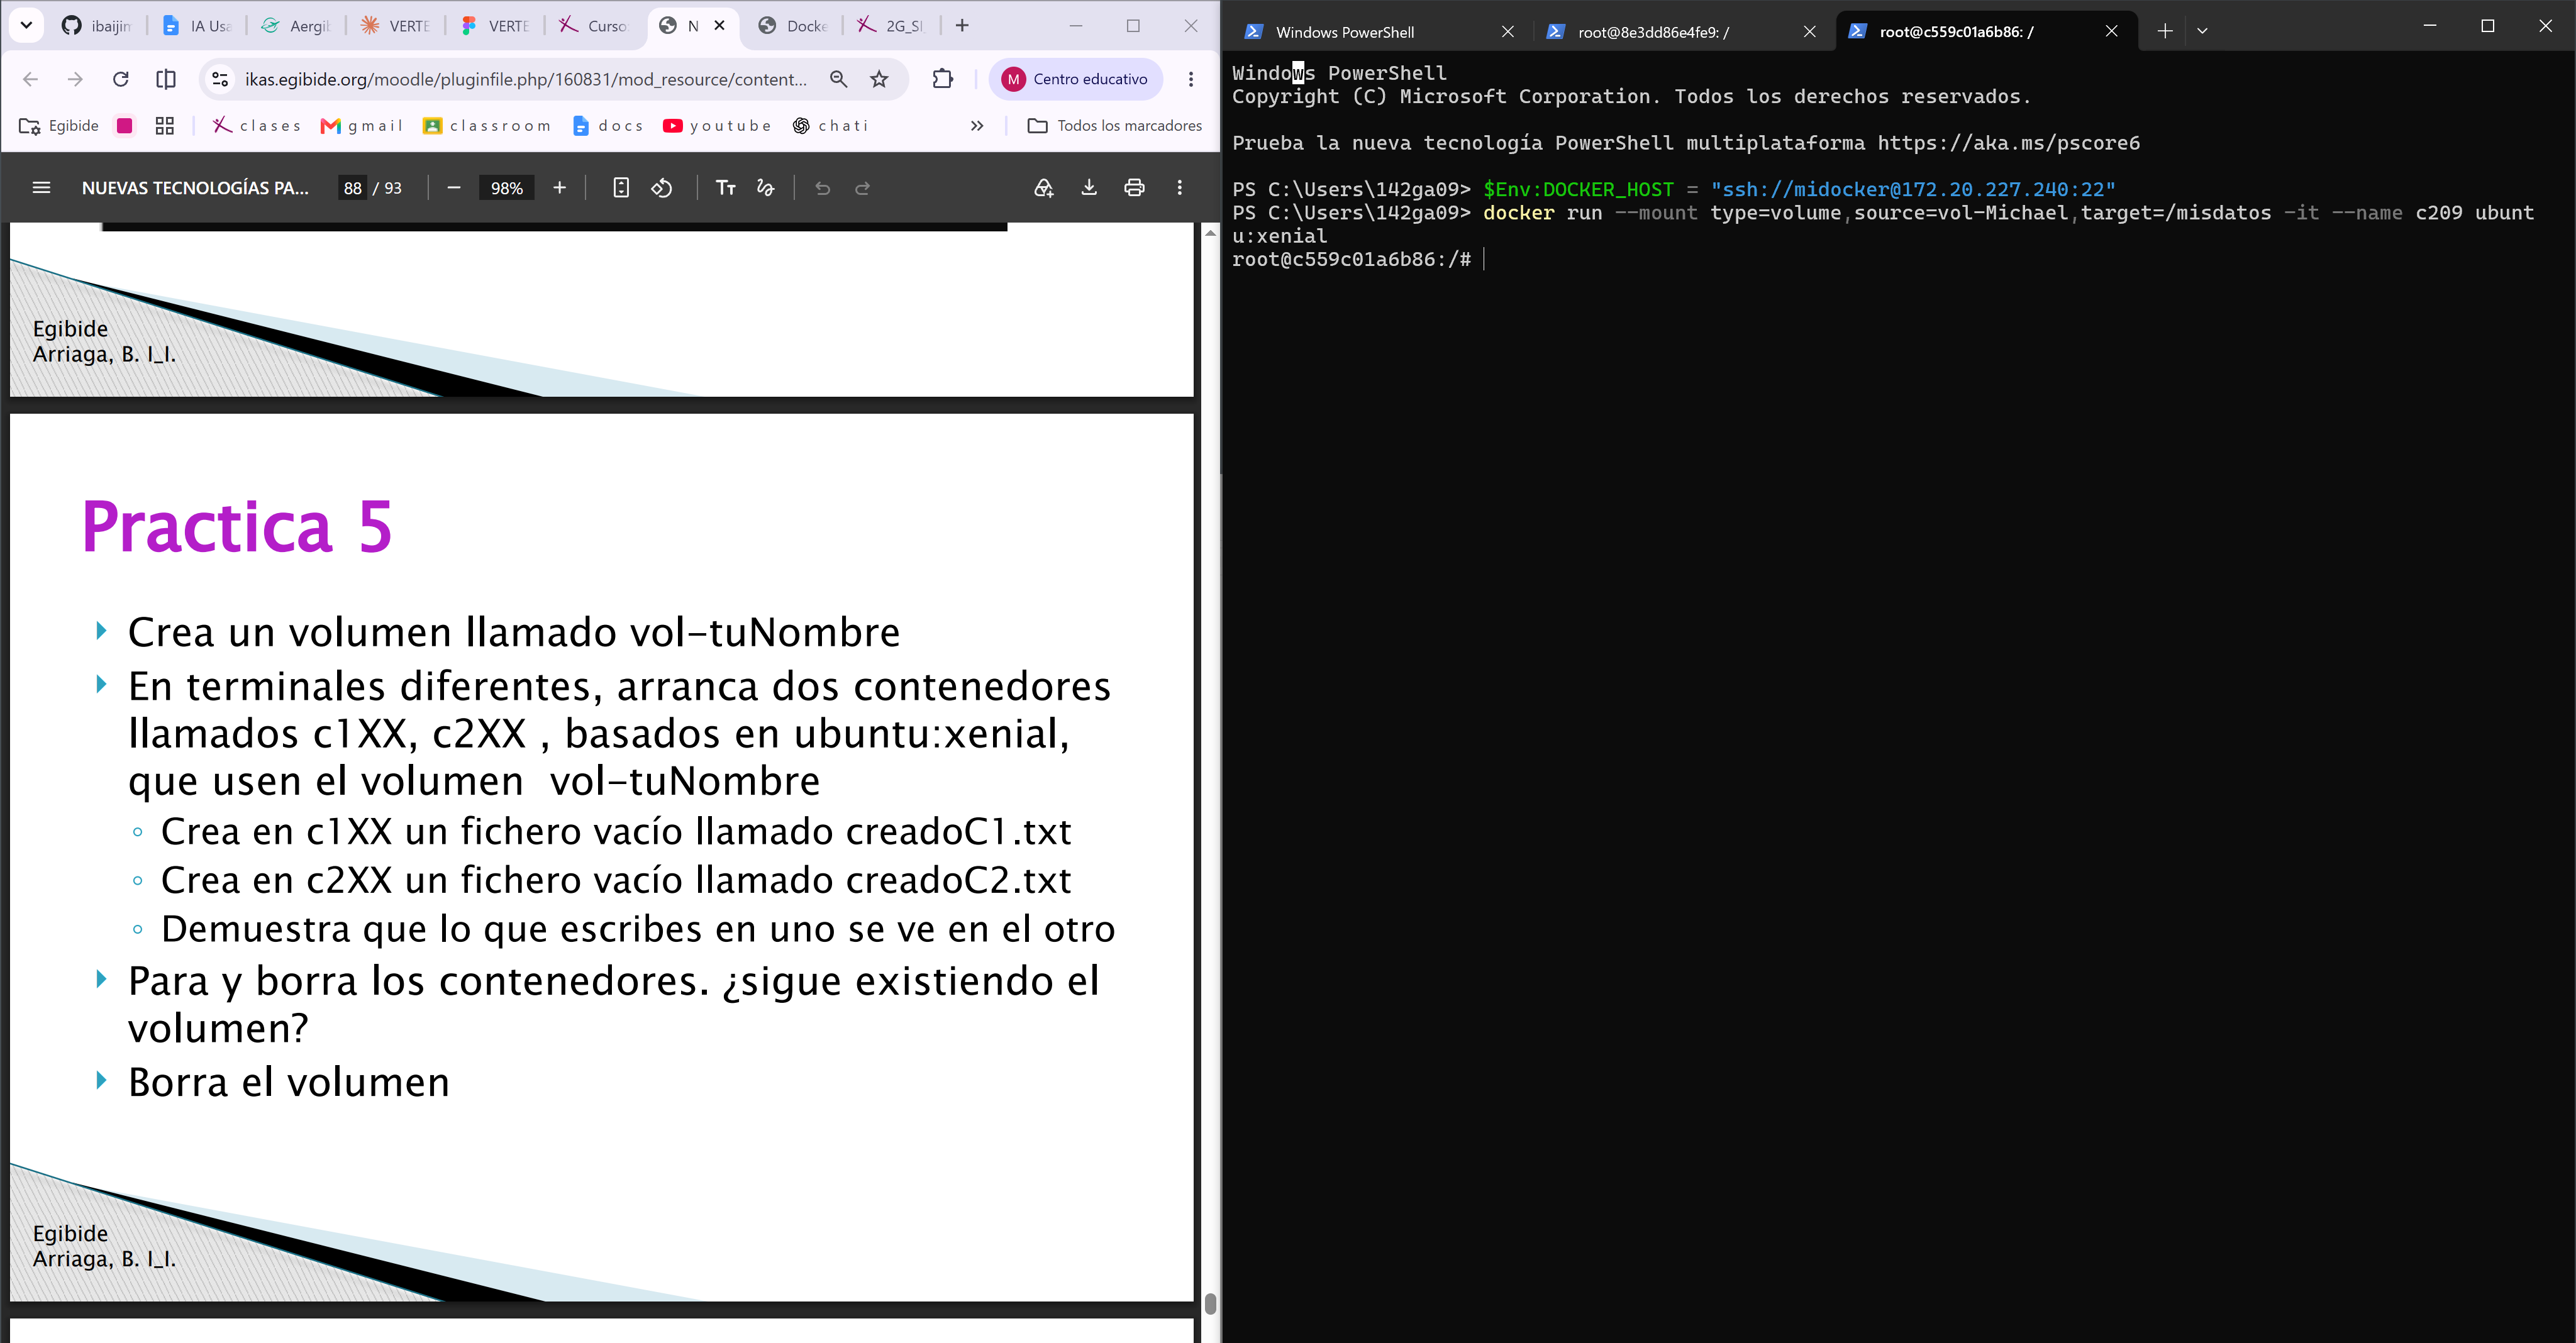 ibaijim
IA Usa
Aergib
VERTE
VERTE
Curso
N
Docke
2G_SI_
ikas.egibide.org/moodle/pluginfile.php/160831/mod_resource/content...
M
Centro educativo
Egibide
clases
gmail
classroom
docs
youtube
chati
Todos los marcadores
NUEVAS TECNOLOGÍAS PA...
88 / 93
98%
Egibide
Arriaga, B. I_I.
Practica 5
Crea un volumen llamado vol-tuNombre
En terminales diferentes, arranca dos contenedores
llamados c1XX, c2XX , basados en ubuntu:xenial,
que usen el volumen vol-tuNombre
Crea en c1XX un fichero vacío llamado creadoC1.txt
Crea en c2XX un fichero vacío llamado creadoC2.txt
Demuestra que lo que escribes en uno se ve en el otro
Para y borra los contenedores. ¿sigue existiendo el
volumen?
Borra el volumen
Egibide
Arriaga, B. I_I.
Windows PowerShell
root@8e3dd86e4fe9: /
root@c559c01a6b86: /
Windows PowerShell
Copyright (C) Microsoft Corporation. Todos los derechos reservados.
Prueba la nueva tecnología PowerShell multiplataforma https://aka.ms/pscore6
PS C:\Users\142ga09> $Env:DOCKER_HOST = "ssh://midocker@172.20.227.240:22"
PS C:\Users\142ga09> docker run --mount type=volume,source=vol-Michael,target=/misdatos -it --name c209 ubunt
u:xenial
root@c559c01a6b86:/#